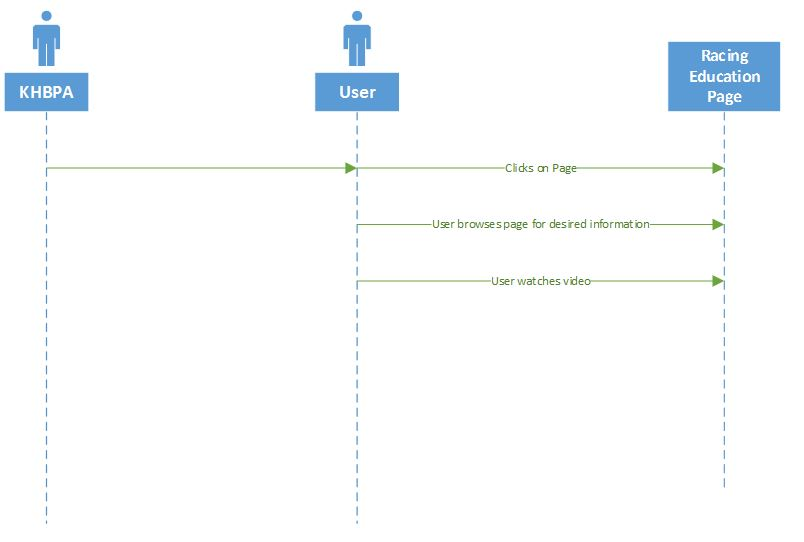 KHBPA
User
Racing
Education
Page
Clicks on Page
User browses page for desired information
User watches video